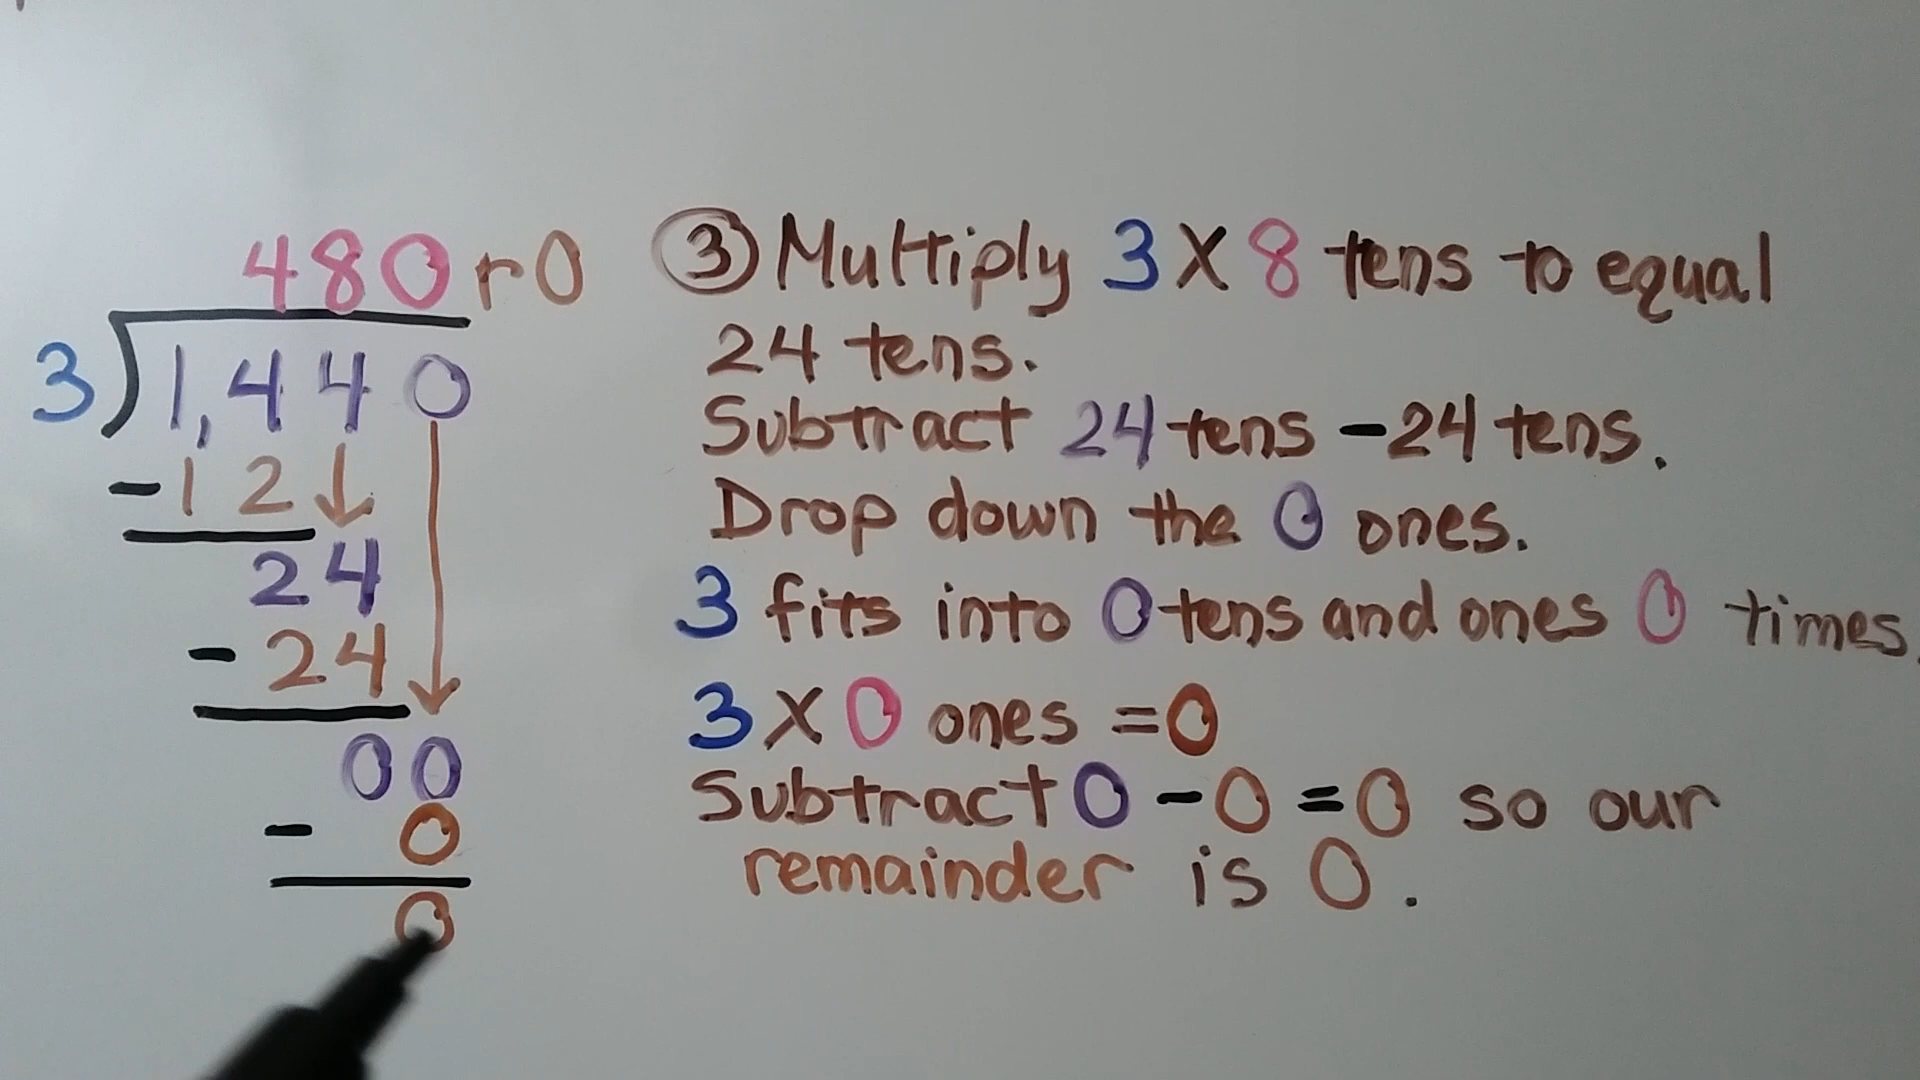 480 r0
3 1,440
-12
24
-24
00
- 0
0
③ Multiply 3 X 8 tens to equal
24 tens.
Subtract 24 tens - 24 tens.
Drop down the 0 ones.
3 fits into 0 tens and ones 0 times.
3 X 0 ones = 0
Subtract 0 - 0 = 0 so our
remainder is 0.